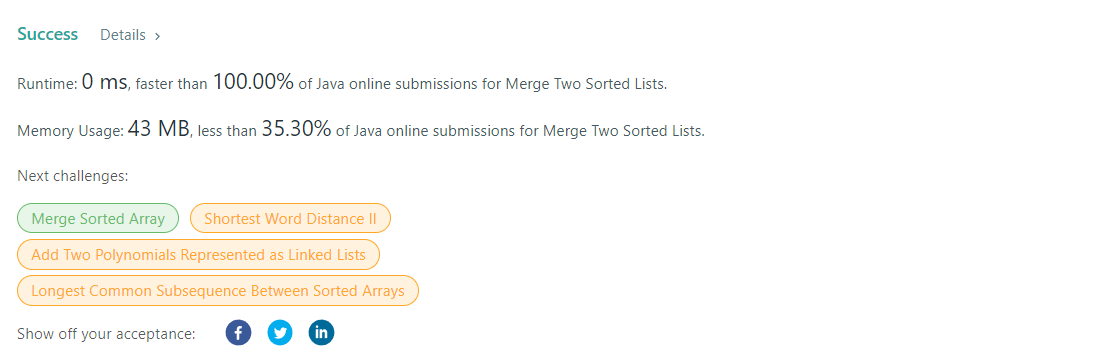 Success Details >
Runtime: 0 ms, faster than 100.00% of Java online submissions for Merge Two Sorted Lists.
Memory Usage: 43 MB, less than 35.30% of Java online submissions for Merge Two Sorted Lists.
Next challenges:
Merge Sorted Array Shortest Word Distance II
Add Two Polynomials Represented as Linked Lists
Longest Common Subsequence Between Sorted Arrays
Show off your acceptance: f in